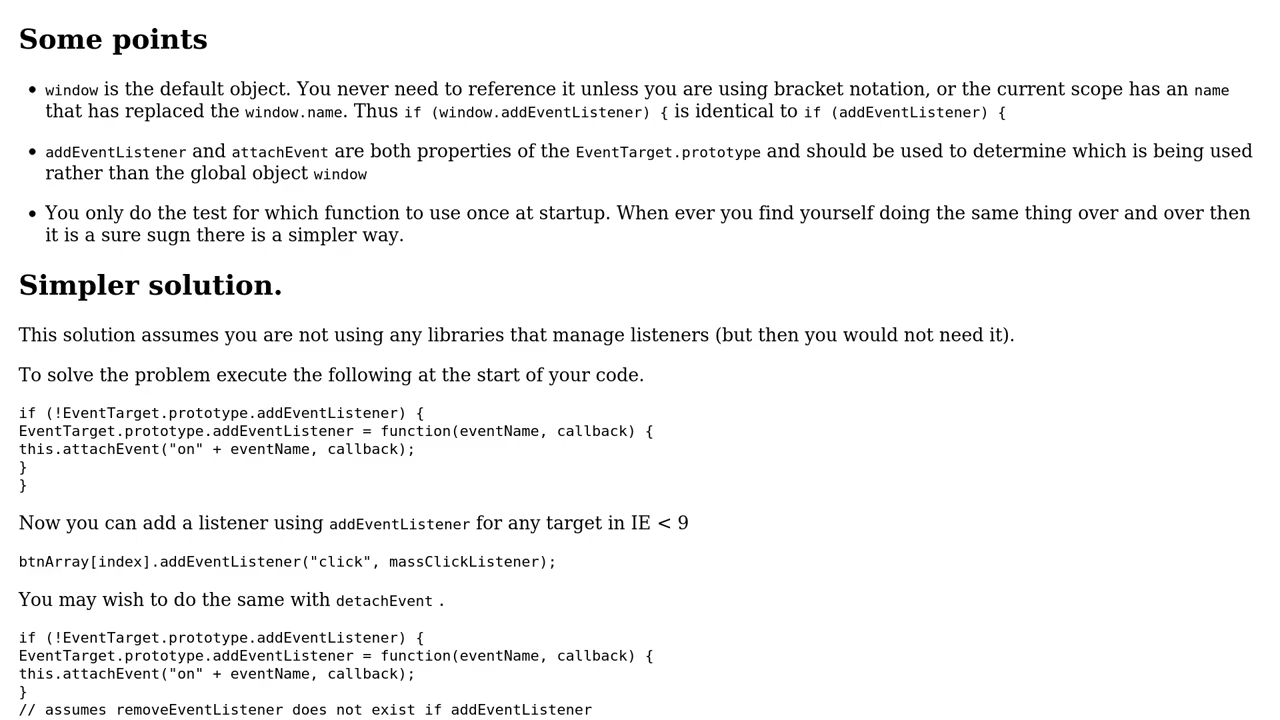 Some points
• window is the default object. You never need to reference it unless you are using bracket notation, or the current scope has an name
that has replaced the window.name. Thus if (window.addEventListener) { is identical to if (addEventListener) {
• addEventListener and attachEvent are both properties of the EventTarget.prototype and should be used to determine which is being used
rather than the global object window
• You only do the test for which function to use once at startup. When ever you find yourself doing the same thing over and over then
it is a sure sugn there is a simpler way.
Simpler solution.
This solution assumes you are not using any libraries that manage listeners (but then you would not need it).
To solve the problem execute the following at the start of your code.
if (!EventTarget.prototype.addEventListener) {
EventTarget.prototype.addEventListener = function(eventName, callback) {
this.attachEvent("on" + eventName, callback);
}
}
Now you can add a listener using addEventListener for any target in IE < 9
btnArray[index].addEventListener("click", massClickListener);
You may wish to do the same with detachEvent .
if (!EventTarget.prototype.addEventListener) {
EventTarget.prototype.addEventListener = function(eventName, callback) {
this.attachEvent("on" + eventName, callback);
}
// assumes removeEventListener does not exist if addEventListener